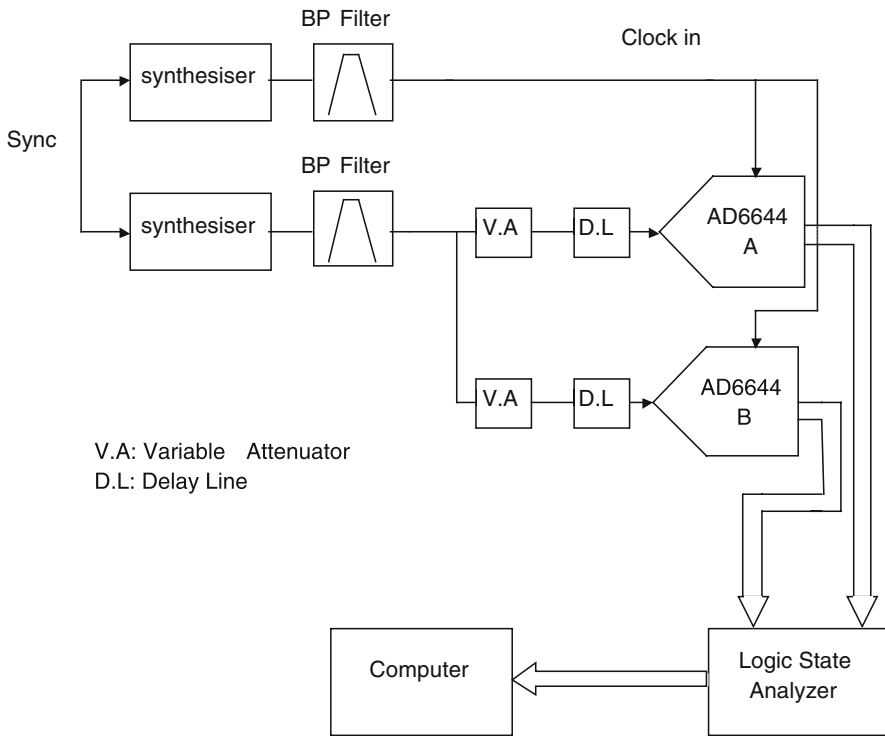 BP Filter
Clock in
synthesiser
Sync
BP Filter
synthesiser
V.A
D.L
AD6644
A
V.A
D.L
AD6644
B
V.A: Variable Attenuator
D.L: Delay Line
Computer
Logic State
Analyzer